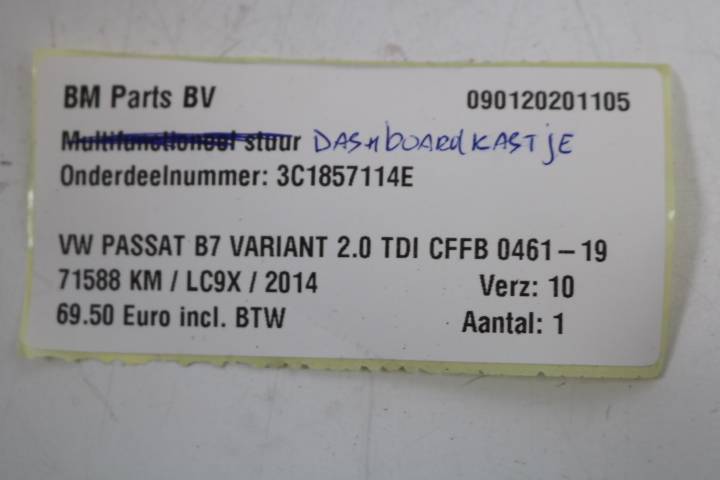 BM Parts BV 090120201105
Multifunctioneel stuur DASHBOARdKASTjE
Onderdeelnummer: 3C1857114E
VW PASSAT B7 VARIANT 2.0 TDI CFFB 0461-19
71588 KM / LC9X / 2014 Verz: 10
69.50 Euro incl. BTW Aantal: 1